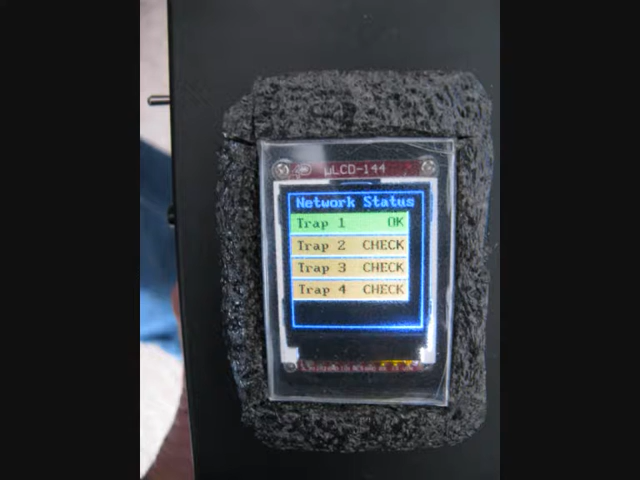 µLCD-144
Network Status
Trap 1 OK
Trap 2 CHECK
Trap 3 CHECK
Trap 4 CHECK